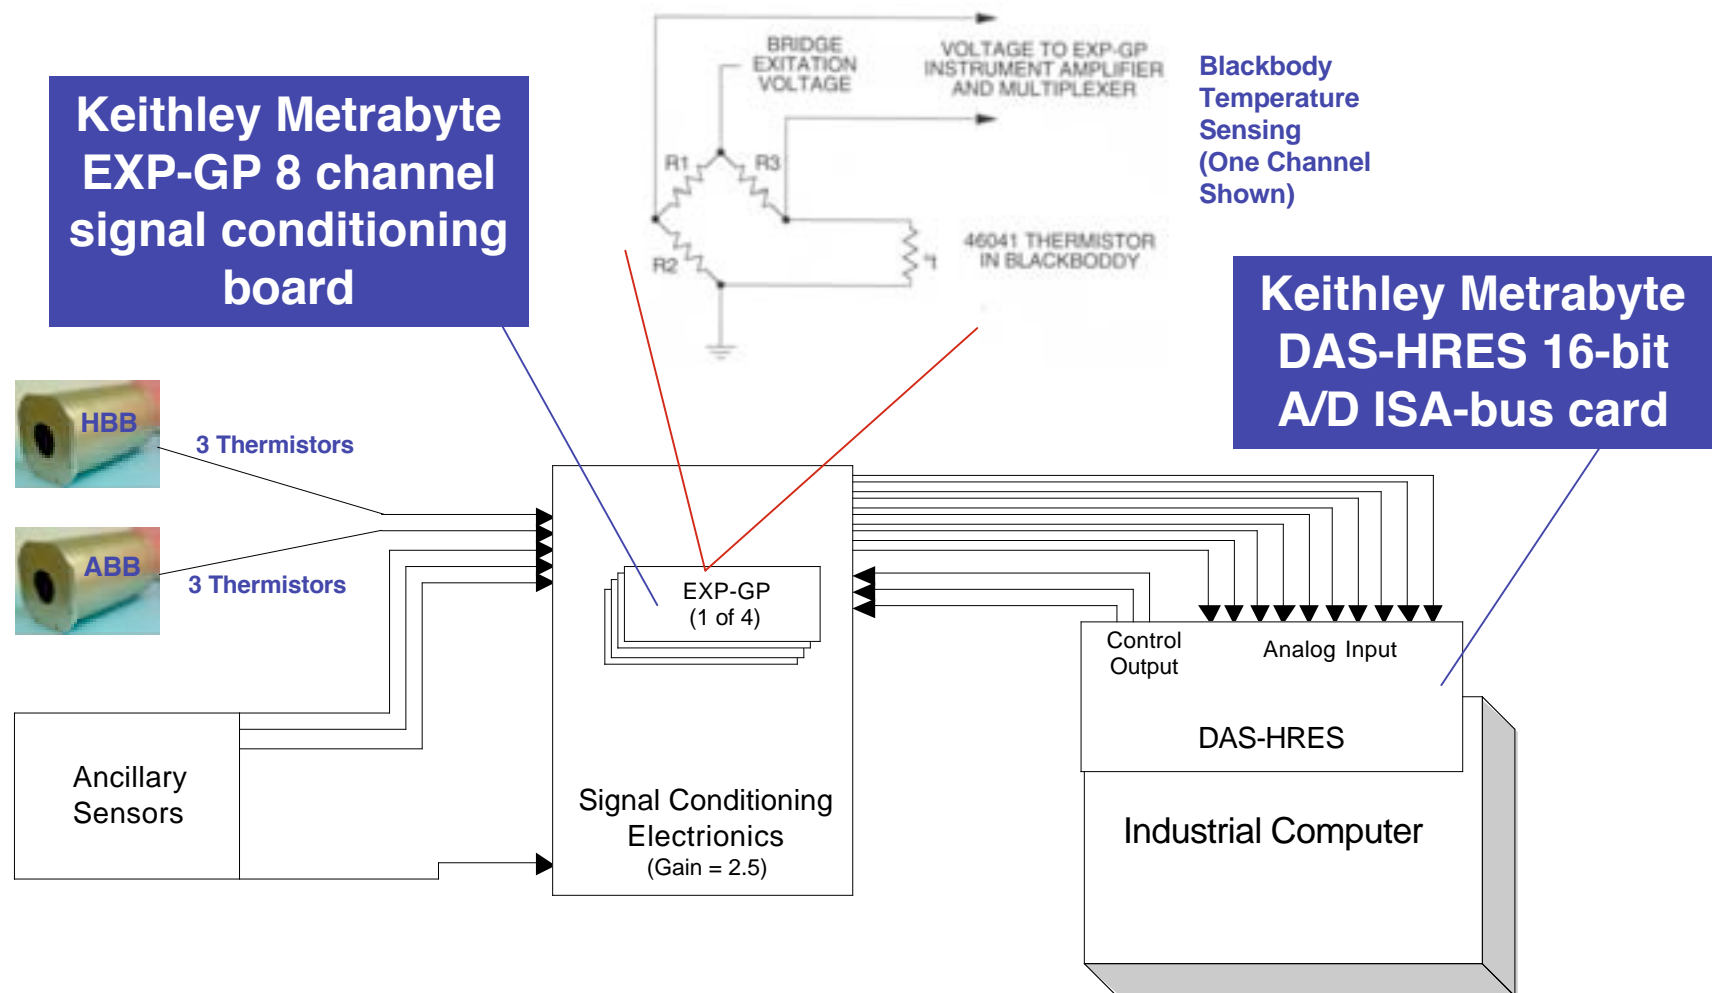 BRIDGE
EXITATION
VOLTAGE
VOLTAGE TO EXP-GP
INSTRUMENT AMPLIFIER
AND MULTIPLEXER
Blackbody
Temperature
Sensing
(One Channel
Shown)
Keithley Metrabyte
EXP-GP 8 channel
signal conditioning
board
R1
R3
R2
46041 THERMISTOR
IN BLACKBODDY
Keithley Metrabyte
DAS-HRES 16-bit
A/D ISA-bus card
HBB
3 Thermistors
ABB
3 Thermistors
EXP-GP
(1 of 4)
Control
Output
Analog Input
DAS-HRES
Ancillary
Sensors
Signal Conditioning
Electrionics
(Gain = 2.5)
Industrial Computer